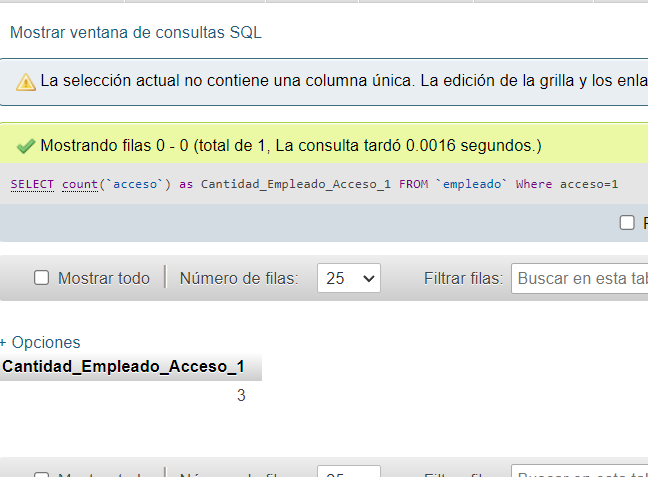 Mostrar ventana de consultas SQL
La selección actual no contiene una columna única. La edición de la grilla y los
Mostrando filas 0 - 0 (total de 1, La consulta tardó 0.0016 segundos.)
SELECT count(`acceso`) as Cantidad_Empleado_Acceso_1 FROM `empleado` Where acceso=1
Mostrar todo Número de filas: 25 Filtrar filas: Buscar en esta
+ Opciones
Cantidad_Empleado_Acceso_1
3